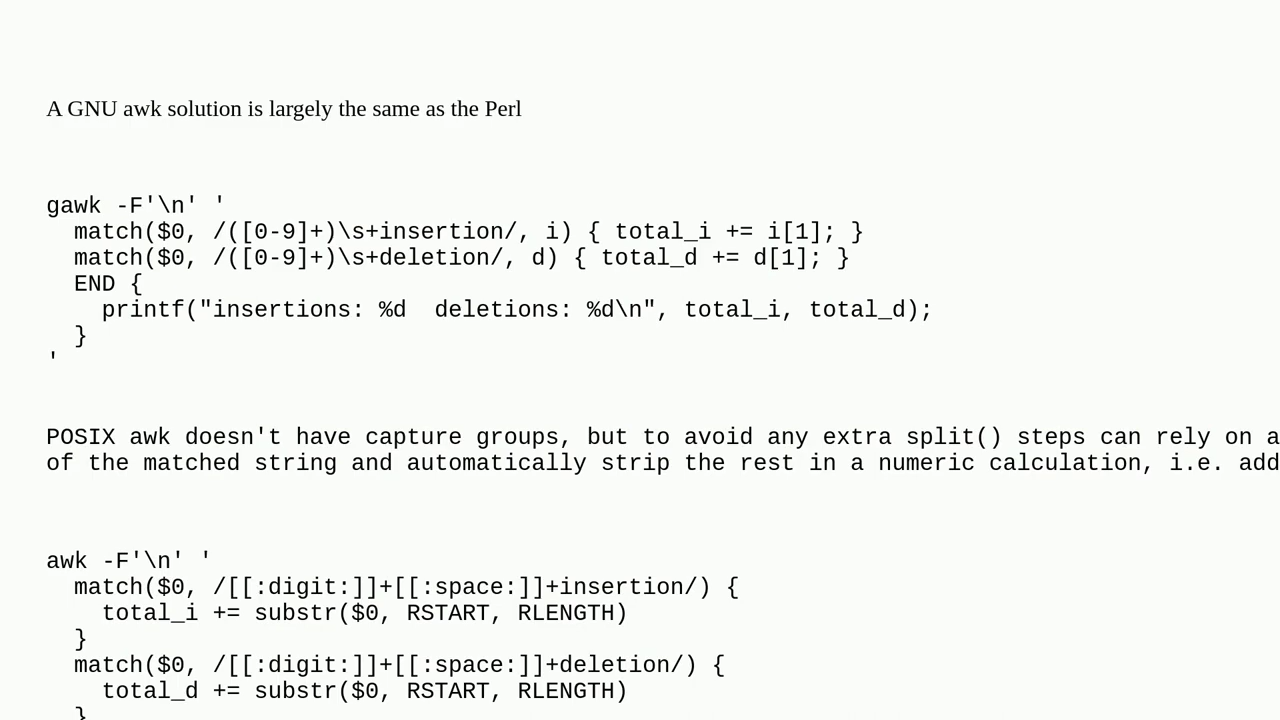 A GNU awk solution is largely the same as the Perl
gawk -F'\n' '
  match($0, /([0-9]+)\s+insertion/, i) { total_i += i[1]; }
  match($0, /([0-9]+)\s+deletion/, d) { total_d += d[1]; }
  END {
    printf("insertions: %d  deletions: %d\n", total_i, total_d);
  }
'
POSIX awk doesn't have capture groups, but to avoid any extra split() steps can rely on a
of the matched string and automatically strip the rest in a numeric calculation, i.e. add
awk -F'\n' '
  match($0, /[[:digit:]]+[[:space:]]+insertion/) {
    total_i += substr($0, RSTART, RLENGTH)
  }
  match($0, /[[:digit:]]+[[:space:]]+deletion/) {
    total_d += substr($0, RSTART, RLENGTH)
  }